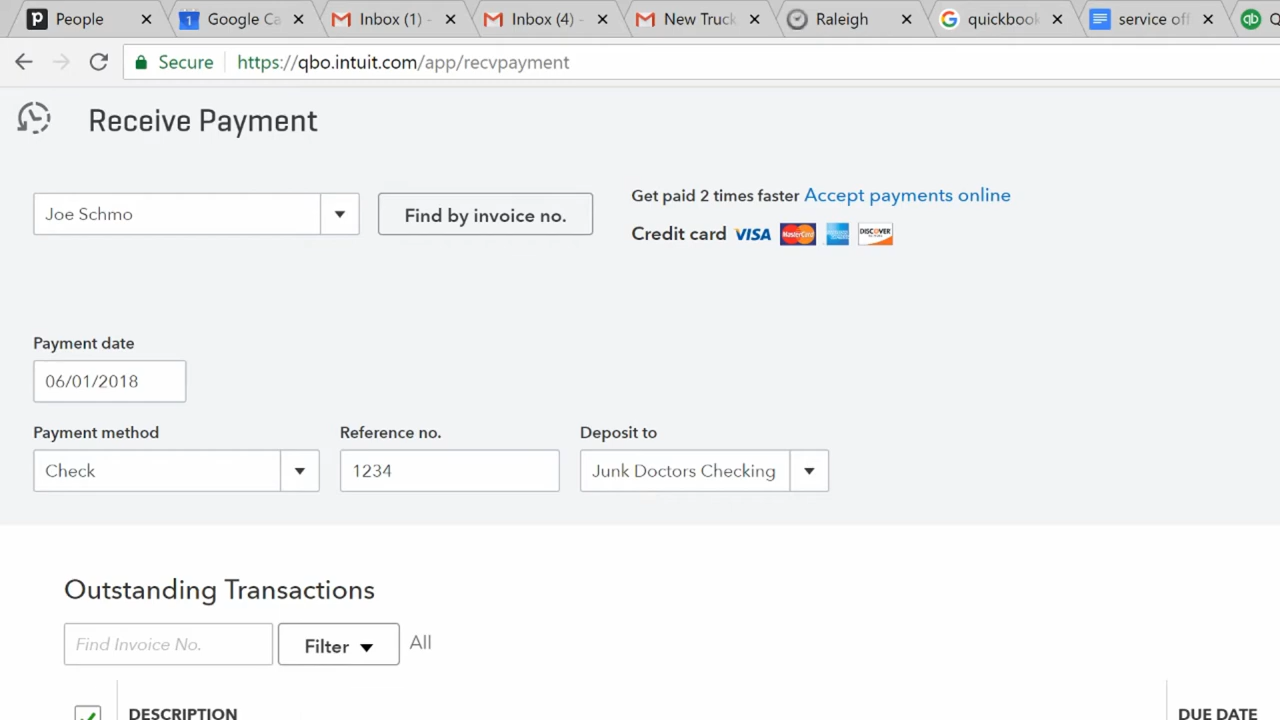 People
Google Ca
Inbox (1) -
Inbox (4) -
New Truck
Raleigh
quickbook
service off
Secure
https://qbo.intuit.com/app/recvpayment
Receive Payment
Joe Schmo
Find by invoice no.
Get paid 2 times faster Accept payments online
Credit card VISA MasterCard DISCOVER
Payment date
06/01/2018
Payment method
Reference no.
Deposit to
Check
1234
Junk Doctors Checking
Outstanding Transactions
Find Invoice No.
Filter
All
DESCRIPTION
DUE DATE